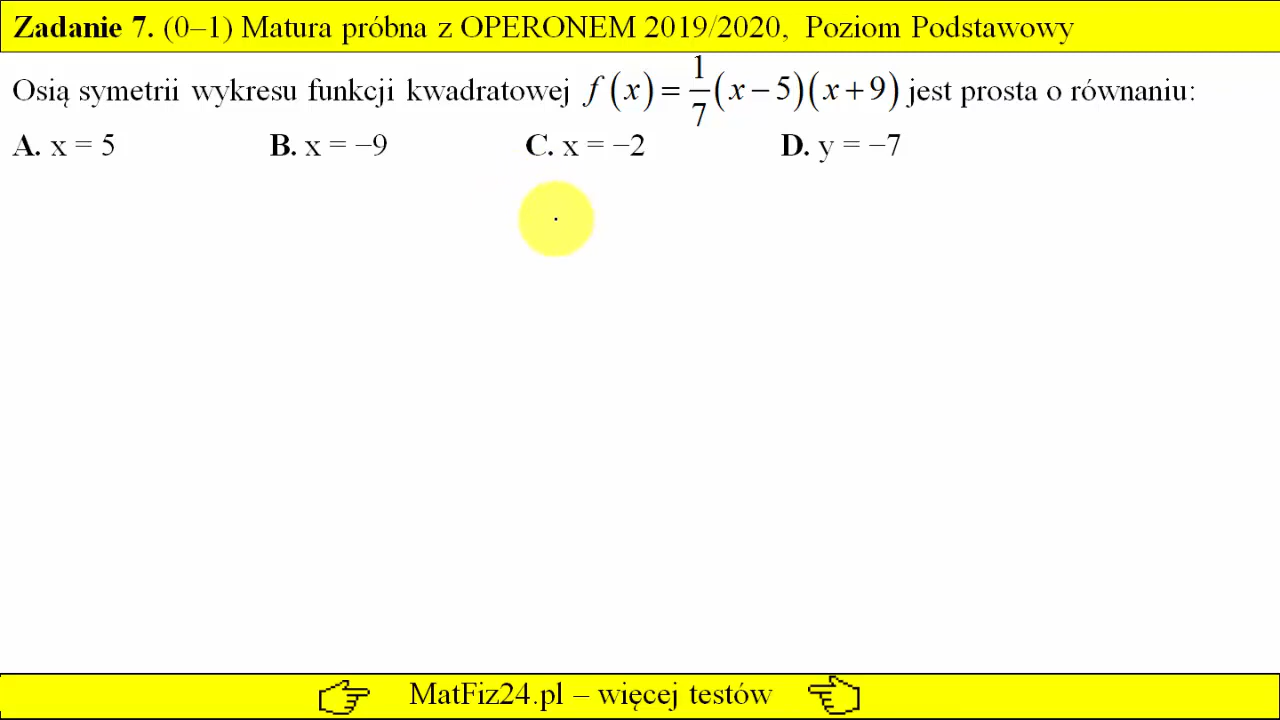 Zadanie 7. (0–1) Matura próbna z OPERONEM 2019/2020, Poziom Podstawowy
Osią symetrii wykresu funkcji kwadratowej f(x) = 1/7 (x − 5)(x + 9) jest prosta o równaniu:
A. x = 5 B. x = −9 C. x = −2 D. y = −7
MatFiz24.pl – więcej testów